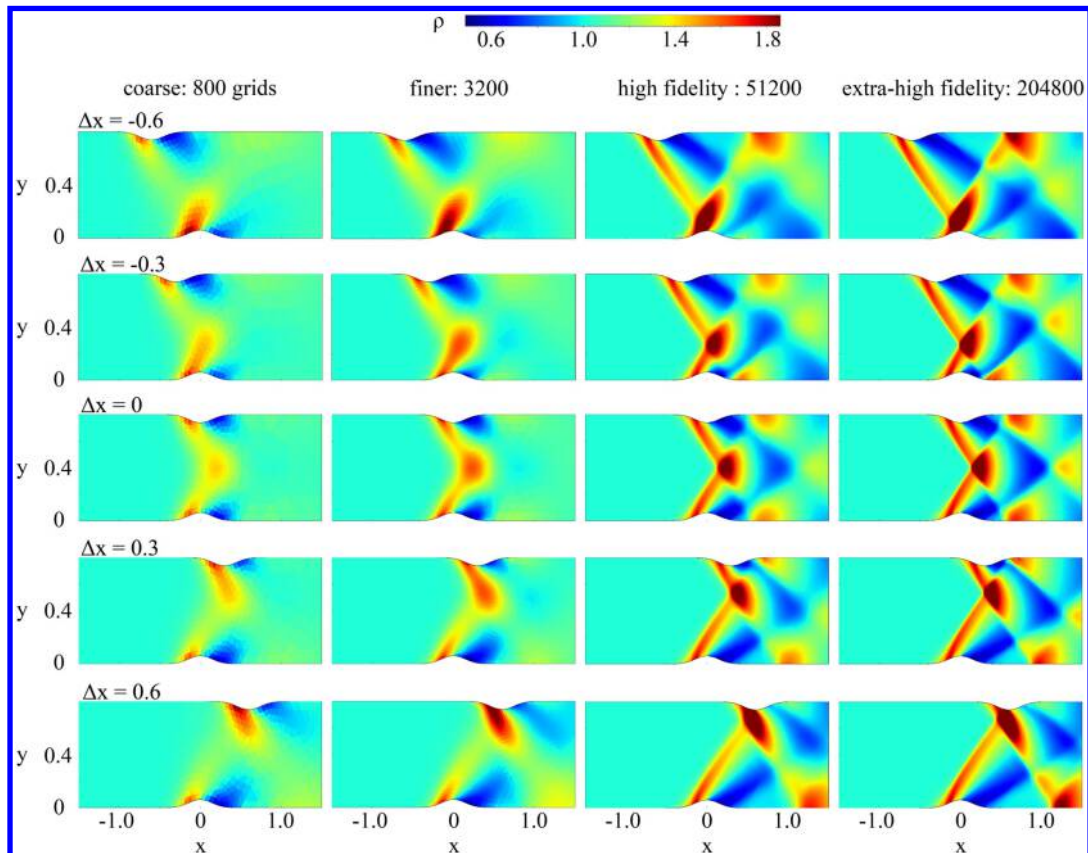 ρ
0.6 1.0 1.4 1.8
coarse: 800 grids finer: 3200 high fidelity : 51200 extra-high fidelity: 204800
Δx = -0.6
y 0.4
0
Δx = -0.3
y 0.4
0
Δx = 0
y 0.4
0
Δx = 0.3
y 0.4
0
Δx = 0.6
y 0.4
0
-1.0 0 1.0 -1.0 0 1.0 -1.0 0 1.0 -1.0 0 1.0
x x x x